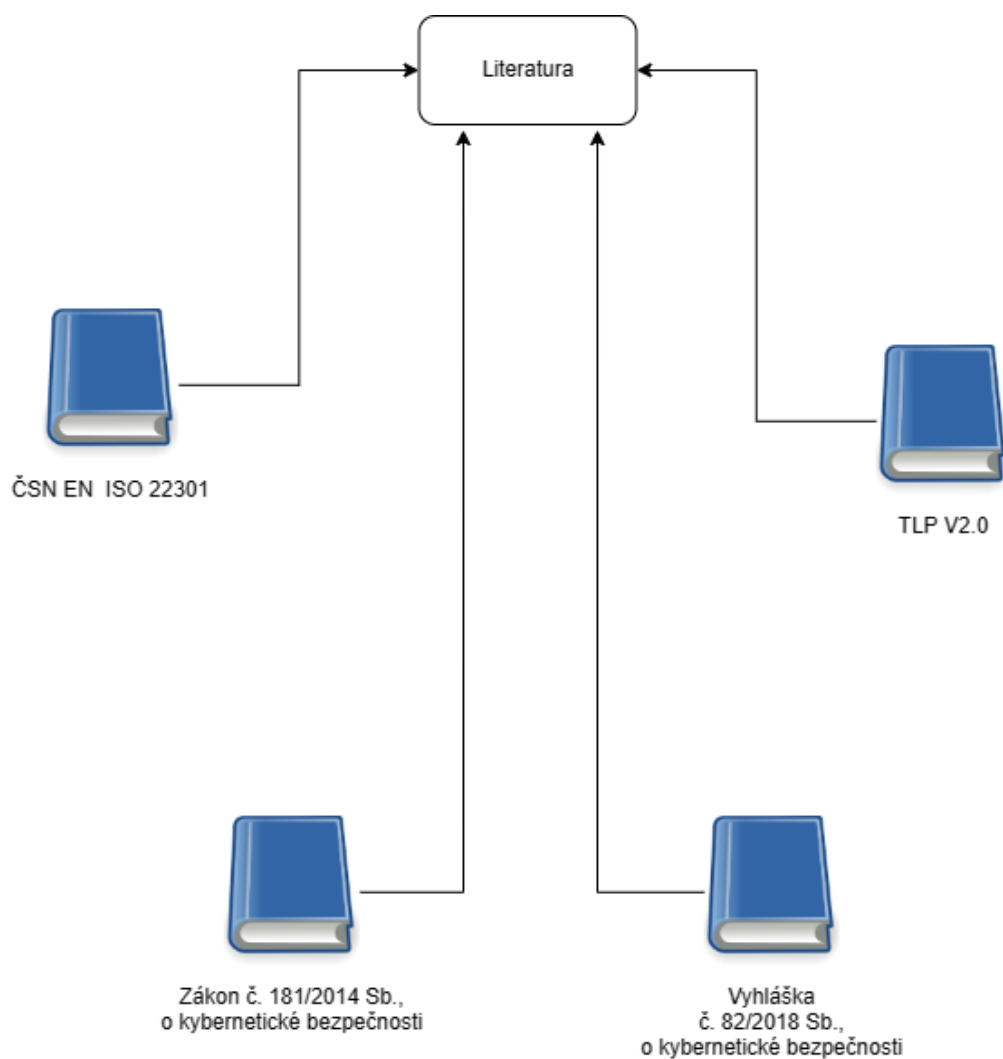 Literatura
ČSN EN  ISO 22301
TLP V2.0
Zákon č. 181/2014 Sb.,
o kybernetické bezpečnosti
Vyhláška
č. 82/2018 Sb.,
o kybernetické bezpečnosti